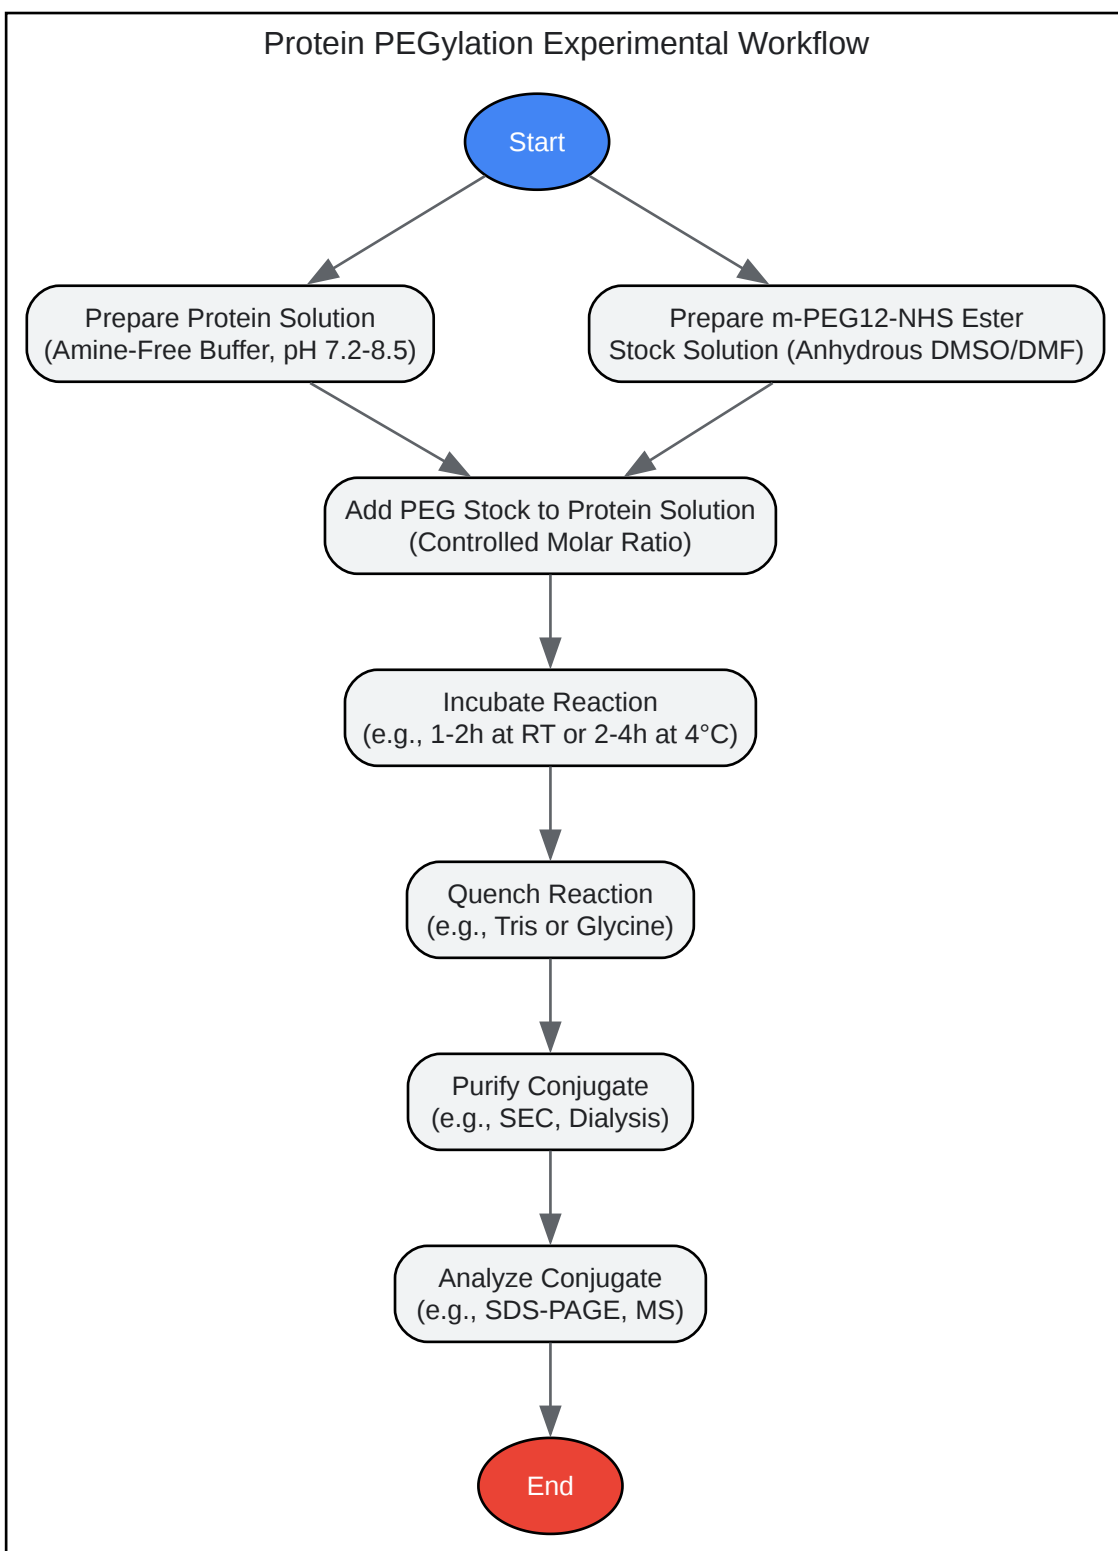 Protein PEGylation Experimental Workflow
Start
Prepare Protein Solution
(Amine-Free Buffer, pH 7.2-8.5)
Prepare m-PEG12-NHS Ester
Stock Solution (Anhydrous DMSO/DMF)
Add PEG Stock to Protein Solution
(Controlled Molar Ratio)
Incubate Reaction
(e.g., 1-2h at RT or 2-4h at 4°C)
Quench Reaction
(e.g., Tris or Glycine)
Purify Conjugate
(e.g., SEC, Dialysis)
Analyze Conjugate
(e.g., SDS-PAGE, MS)
End